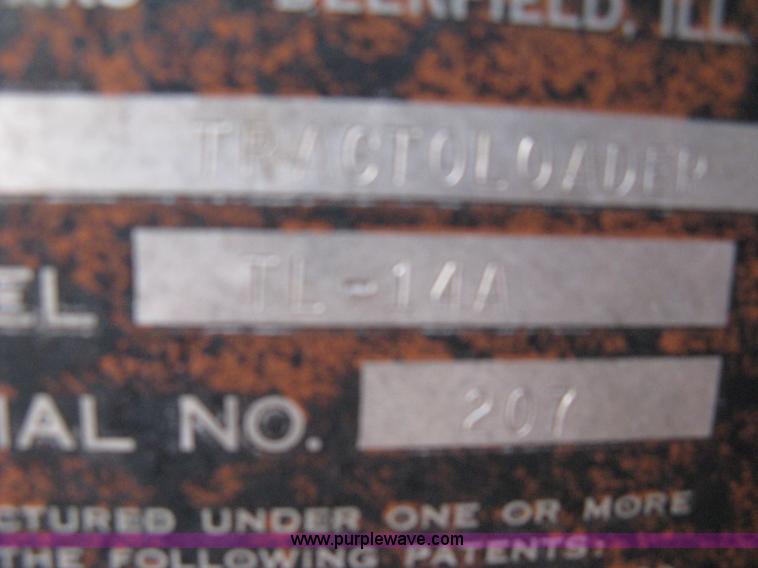 DEERFIELD, ILL.
TRACTOLOADER
EL TL-14A
IAL NO. 207
CTURED UNDER ONE OR MORE
THE FOLLOWING PATENTS:
www.purplewave.com